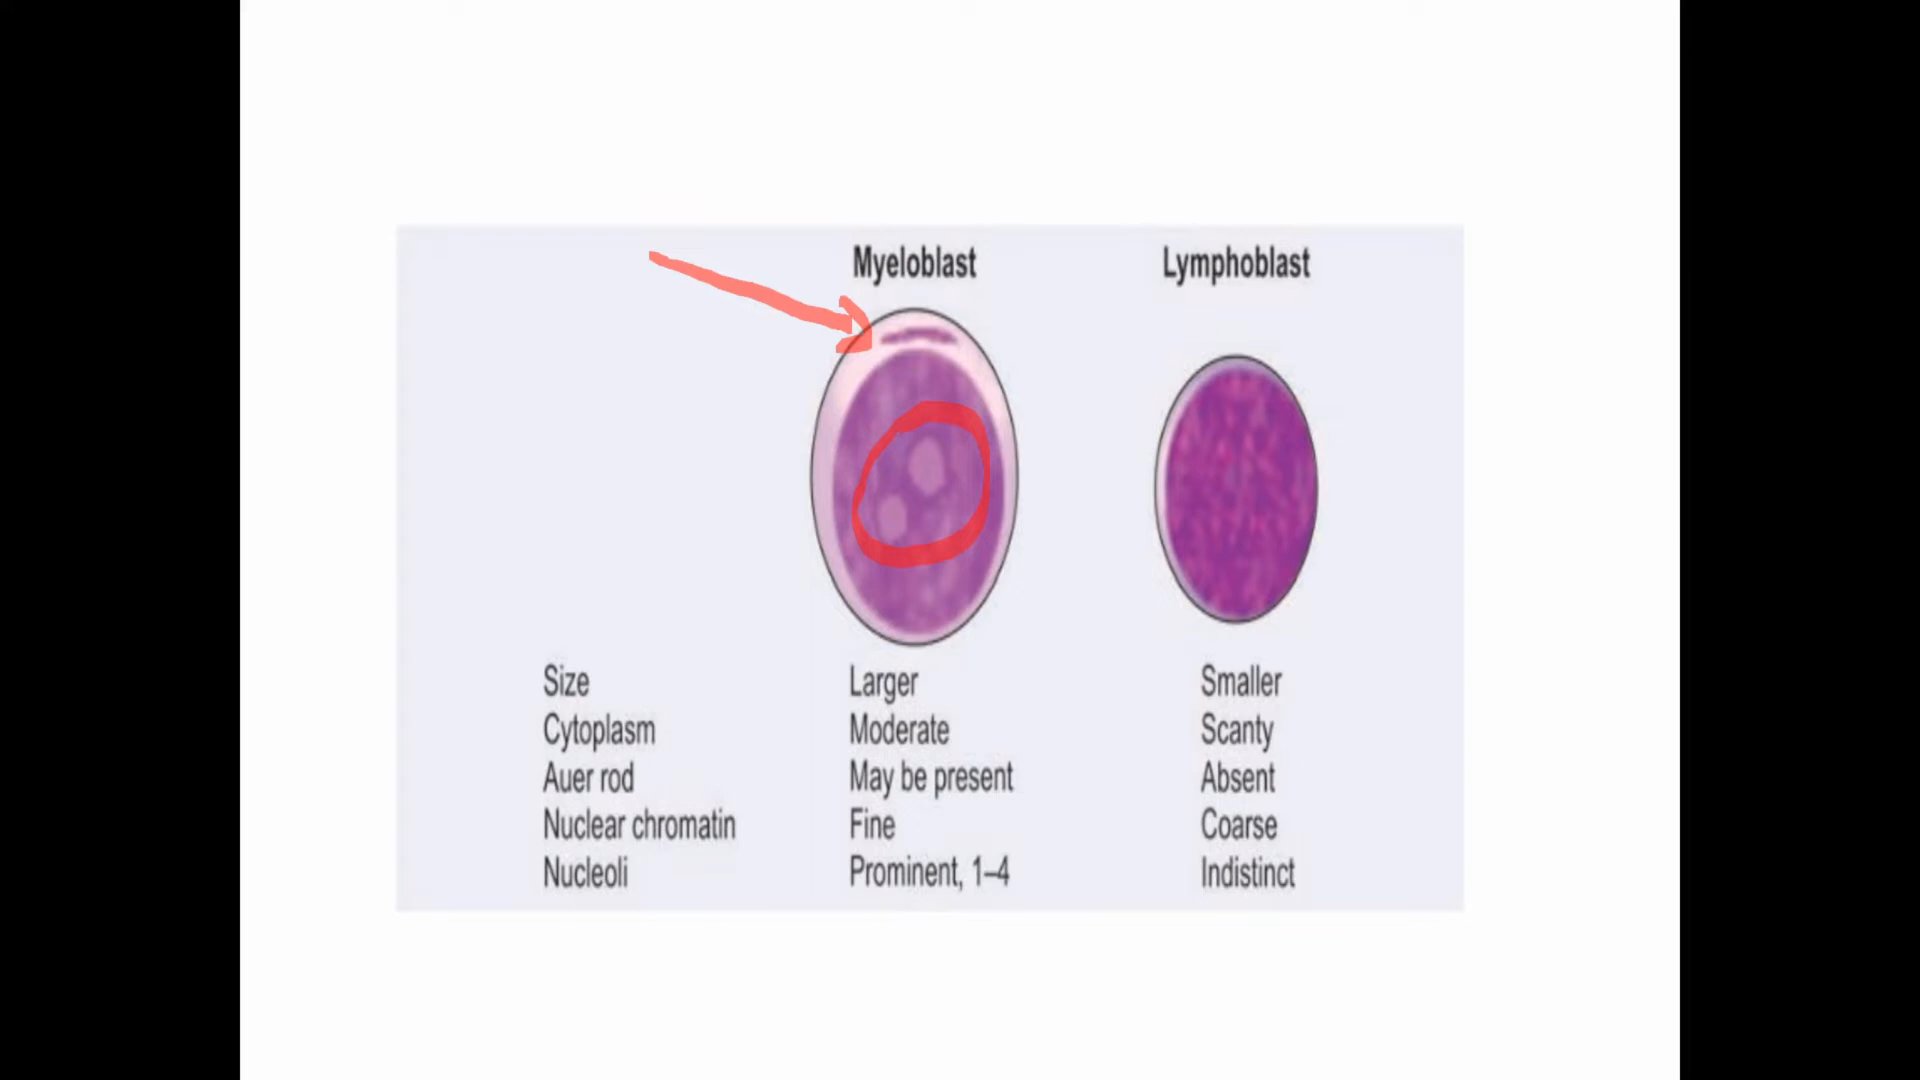 Myeloblast Lymphoblast
Size Larger Smaller
Cytoplasm Moderate Scanty
Auer rod May be present Absent
Nuclear chromatin Fine Coarse
Nucleoli Prominent, 1–4 Indistinct